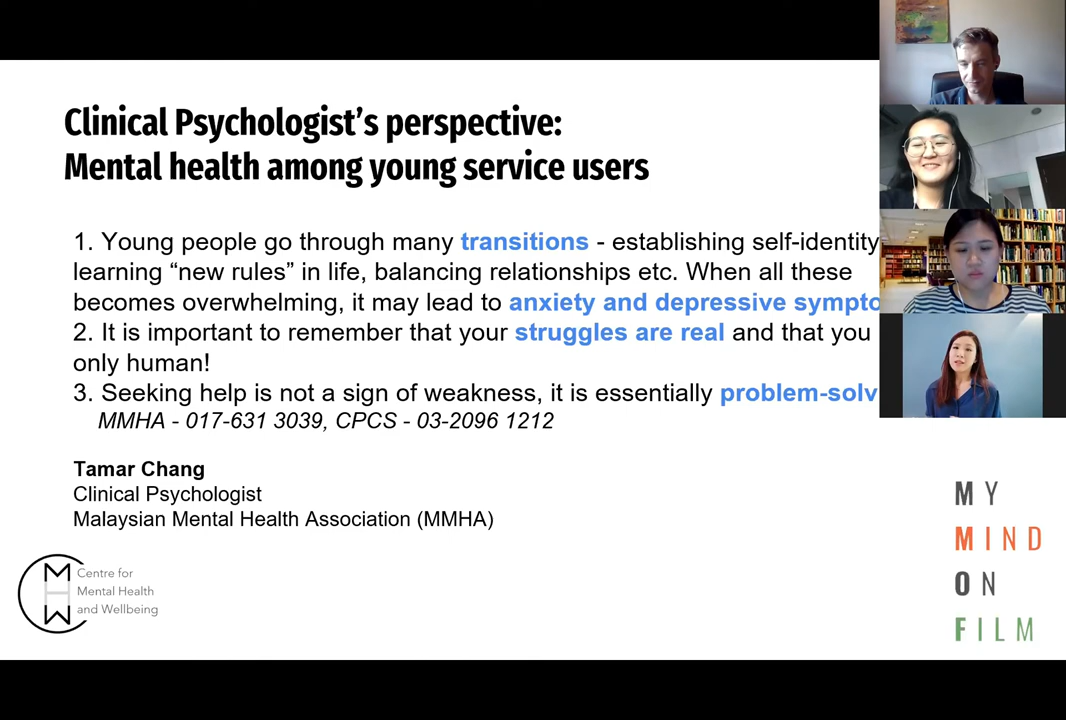 Clinical Psychologist's perspective:
Mental health among young service users
1. Young people go through many transitions - establishing self-identity
learning “new rules” in life, balancing relationships etc. When all these
becomes overwhelming, it may lead to anxiety and depressive
2. It is important to remember that your struggles are real and that you
only human!
3. Seeking help is not a sign of weakness, it is essentially
MMHA - 017-631 3039, CPCS - 03-2096 1212
Tamar Chang
Clinical Psychologist
Malaysian Mental Health Association (MMHA)
MHW
Centre for
Mental Health
and Wellbeing
MY
MIND
ON
FILM